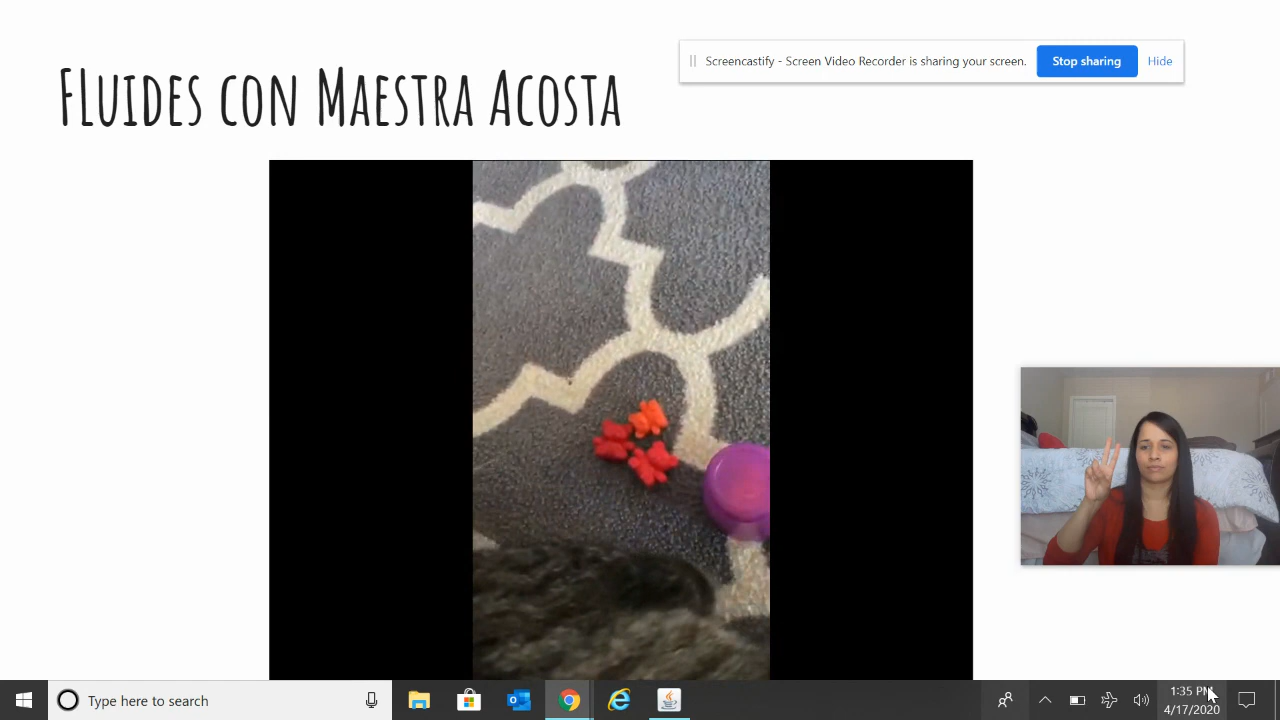 FLuides con Maestra Acosta
Screencastify - Screen Video Recorder is sharing your screen.
Stop sharing
Hide
Type here to search
1:35 PM
4/17/2020